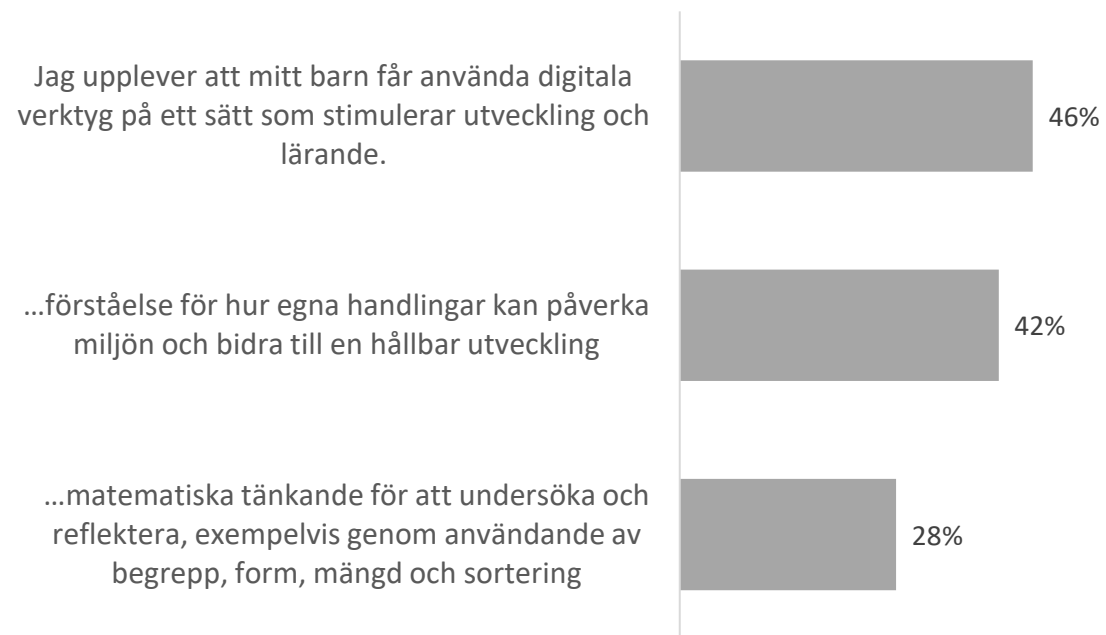 Jag upplever att mitt barn får använda digitala
verktyg på ett sätt som stimulerar utveckling och
lärande.
46%
…förståelse för hur egna handlingar kan påverka
miljön och bidra till en hållbar utveckling
42%
…matematiska tänkande för att undersöka och
reflektera, exempelvis genom användande av
begrepp, form, mängd och sortering
28%